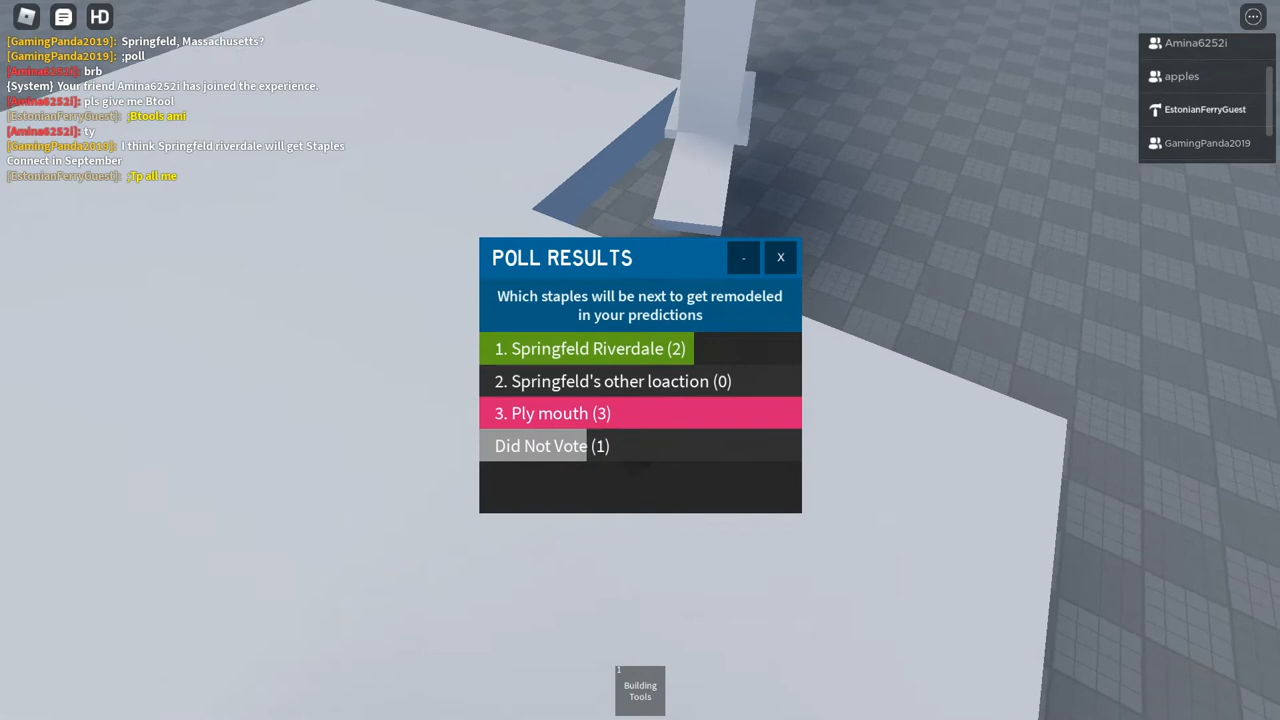 HD
[GamingPanda2019]: Springfeld, Massachusetts?
[GamingPanda2019]: ;poll
[Amina6252i]: brb
{System} Your friend Amina6252i has joined the experience.
[Amina6252i]: pls give me Btool
[EstonianFerryGuest]: ;Btools ami
[Amina6252i]: ty
[GamingPanda2019]: I think Springfeld riverdale will get Staples
Connect in September
[EstonianFerryGuest]: ;Tp all me
Amina6252i
apples
EstonianFerryGuest
GamingPanda2019
POLL RESULTS
-
X
Which staples will be next to get remodeled
in your predictions
1. Springfeld Riverdale (2)
2. Springfeld's other loaction (0)
3. Ply mouth (3)
Did Not Vote (1)
1
Building
Tools